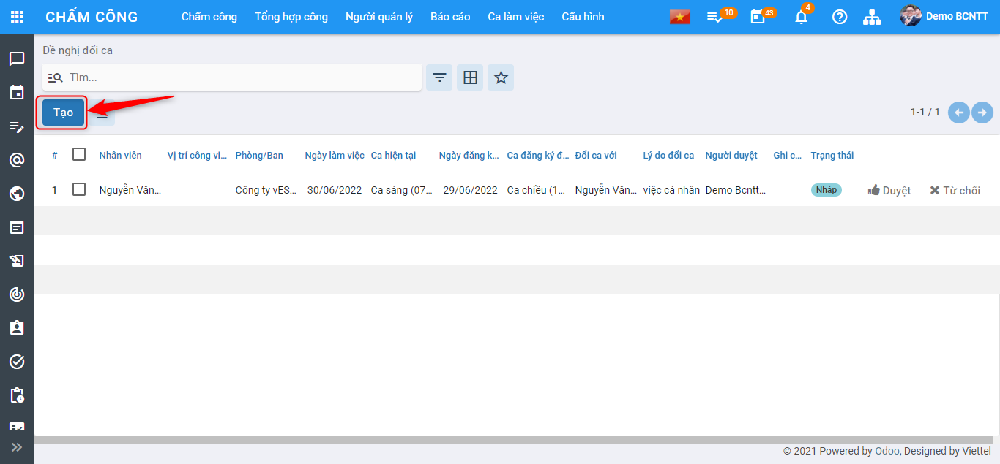 CHẤM CÔNG Chấm công Tổng hợp công Người quản lý Báo cáo Ca làm việc Cấu hình 10 43 4 Demo BCNTT
Đề nghị đổi ca
Tìm...
Tạo 1-1 / 1
# Nhân viên Vị trí công vi... Phòng/Ban Ngày làm việc Ca hiện tại Ngày đăng k... Ca đăng ký đ... Đổi ca với Lý do đổi ca Người duyệt Ghi c... Trạng thái
1 Nguyễn Văn... Công ty vES... 30/06/2022 Ca sáng (07... 29/06/2022 Ca chiều (1... Nguyễn Văn... việc cá nhân Demo Bcntt... Nháp Duyệt Từ chối
© 2021 Powered by Odoo, Designed by Viettel